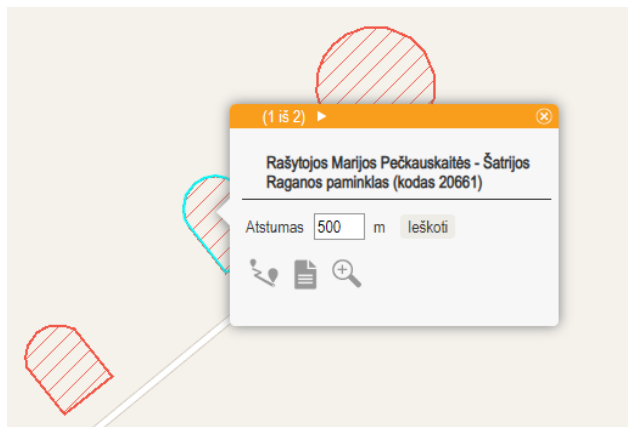 (1 iš 2)
Rašytojos Marijos Pečkauskaitės - Šatrijos
Raganos paminklas (kodas 20661)
Atstumas 500 m Ieškoti